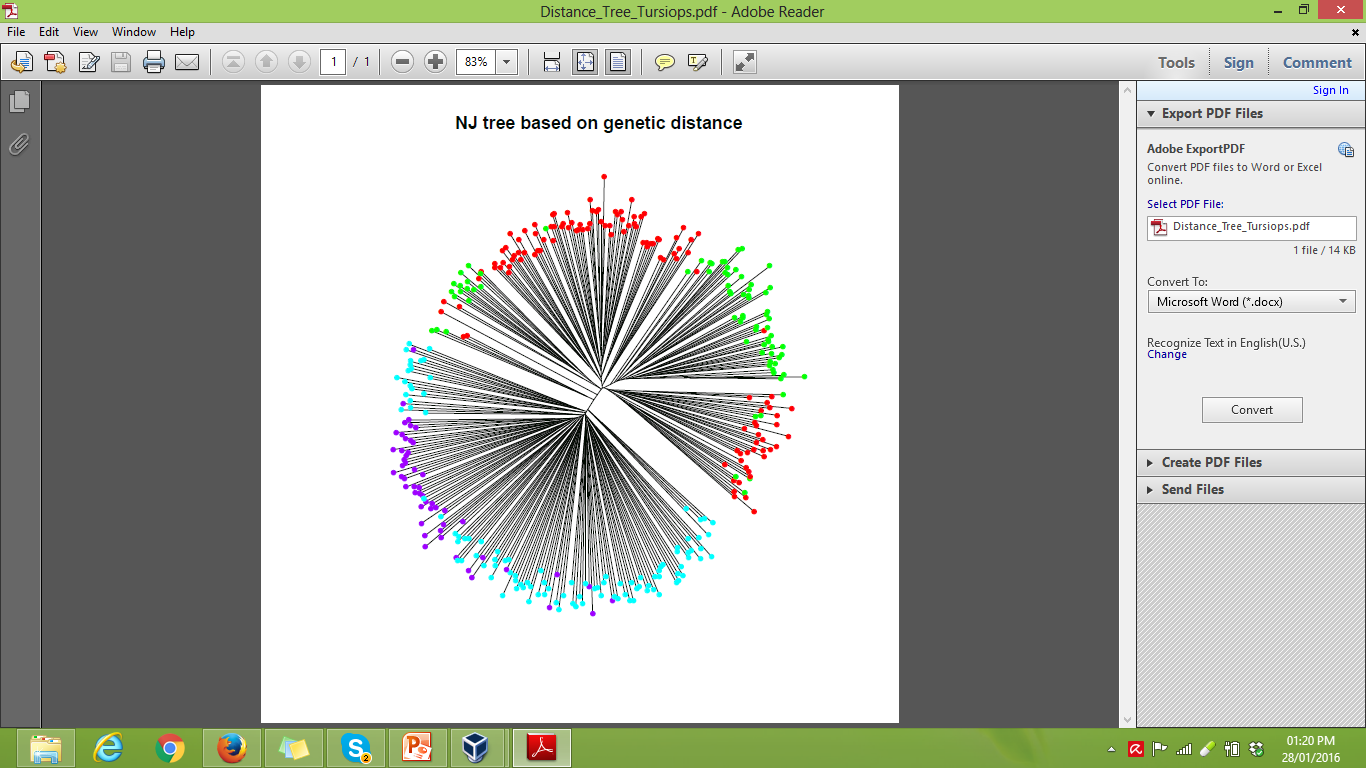 Distance_Tree_Tursiops.pdf - Adobe Reader
File Edit View Window Help
1 / 1 83% Tools Sign Comment
Sign In
Export PDF Files
Adobe ExportPDF
Convert PDF files to Word or Excel
online.
Select PDF File:
Distance_Tree_Tursiops.pdf
1 file / 14 KB
Convert To:
Microsoft Word (*.docx)
Recognize Text in English(U.S.)
Change
Convert
Create PDF Files
Send Files
NJ tree based on genetic distance
2
01:20 PM
28/01/2016